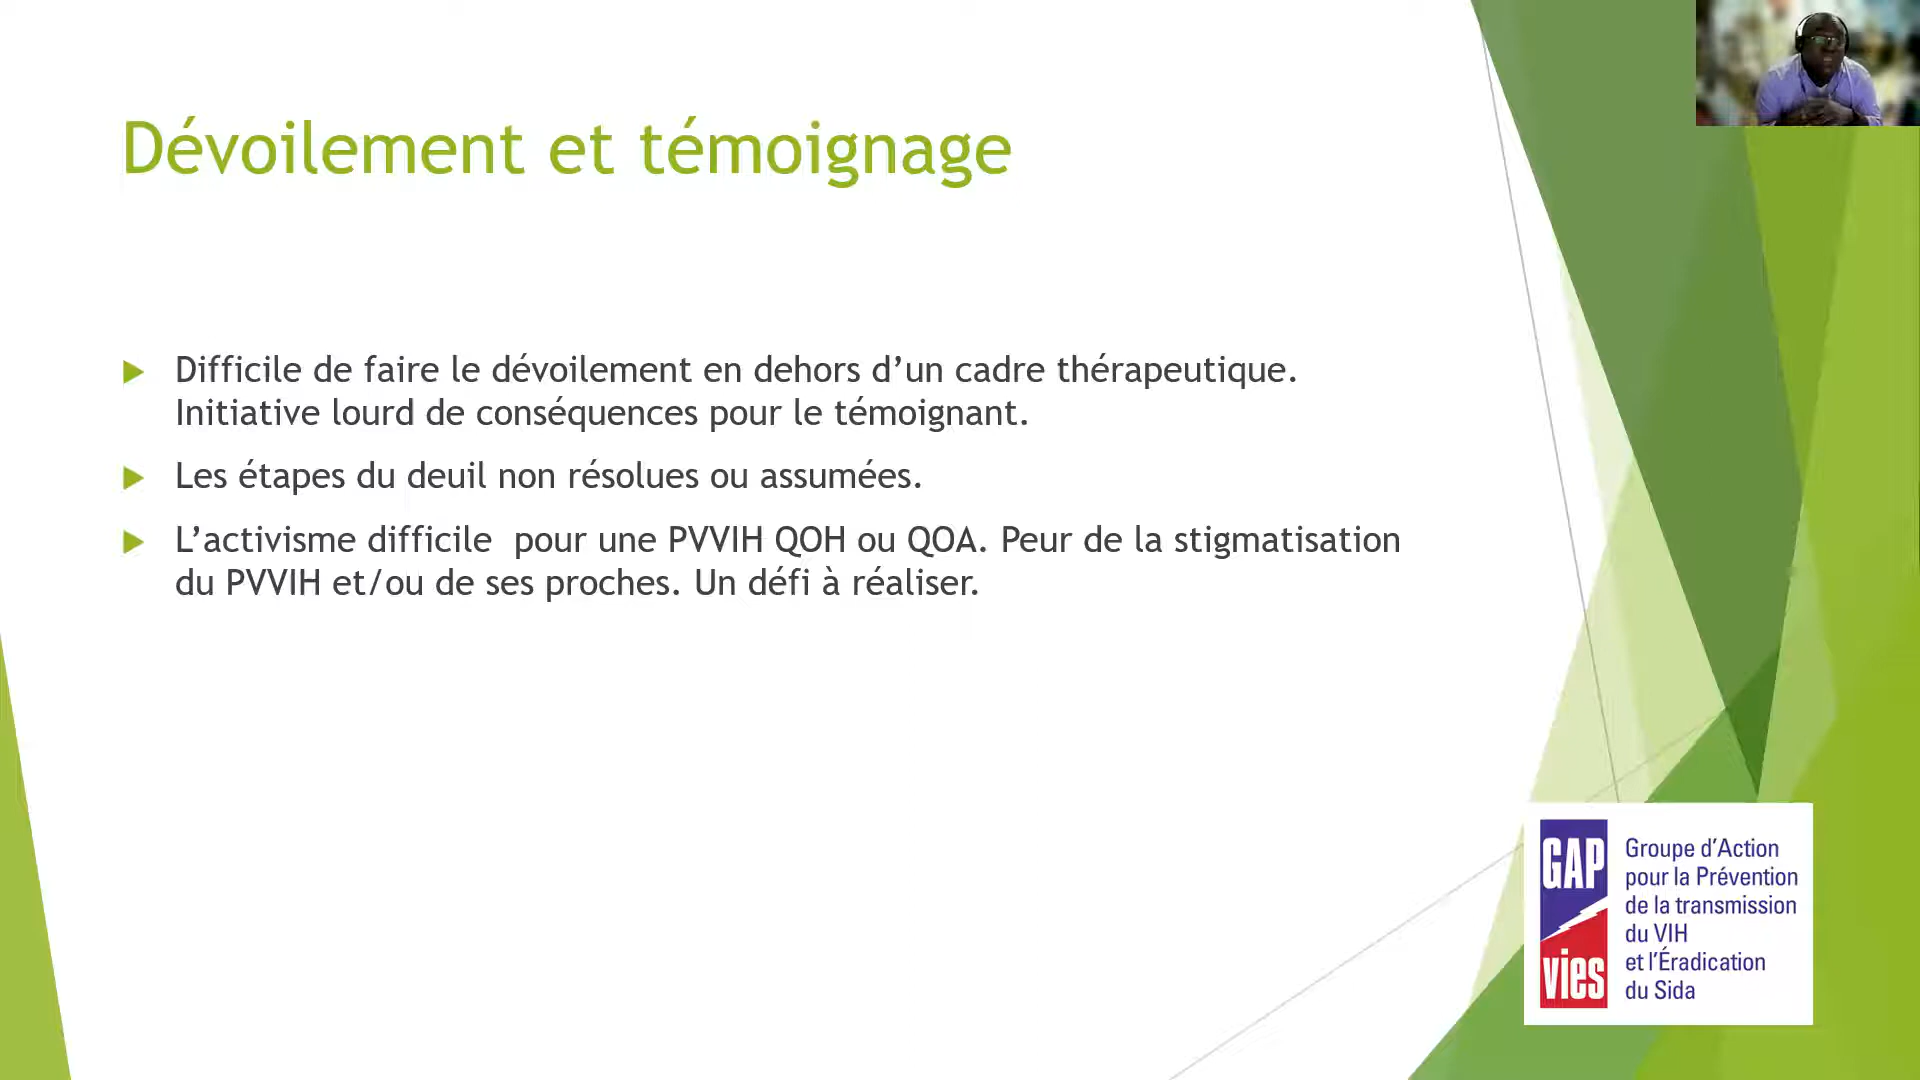 Dévoilement et témoignage
Difficile de faire le dévoilement en dehors d’un cadre thérapeutique.
Initiative lourd de conséquences pour le témoignant.
Les étapes du deuil non résolues ou assumées.
L’activisme difficile  pour une PVVIH QOH ou QOA. Peur de la stigmatisation
du PVVIH et/ou de ses proches. Un défi à réaliser.
GAP
vies
Groupe d’Action
pour la Prévention
de la transmission
du VIH
et l’Éradication
du Sida